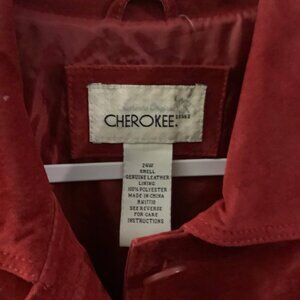 CHEROKEE.
24W
SHELL
GENUINE LEATHER
LINING
100% POLYESTER
MADE IN CHINA
SEE REVERSE
FOR CARE
INSTRUCTIONS